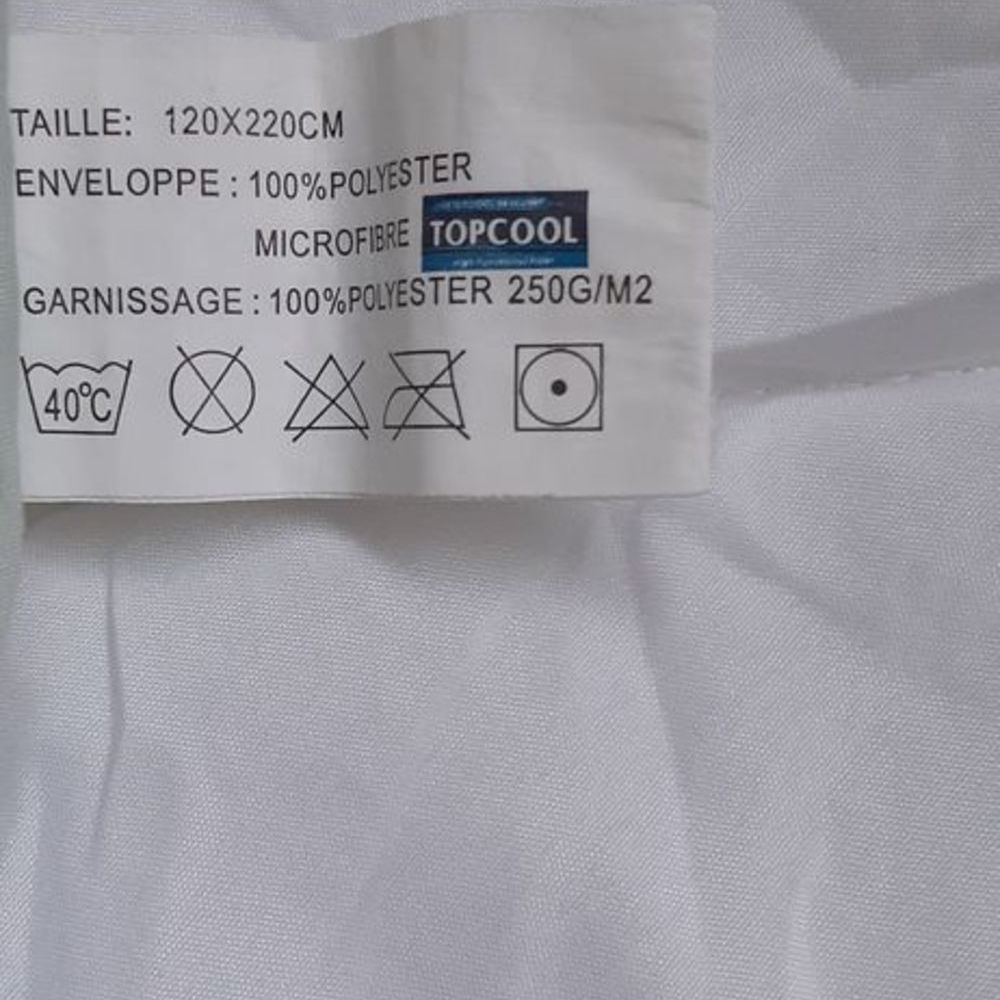 TAILLE: 120X220CM
ENVELOPPE : 100%POLYESTER
MICROFIBRE TOPCOOL
GARNISSAGE : 100%POLYESTER 250G/M2
40°C